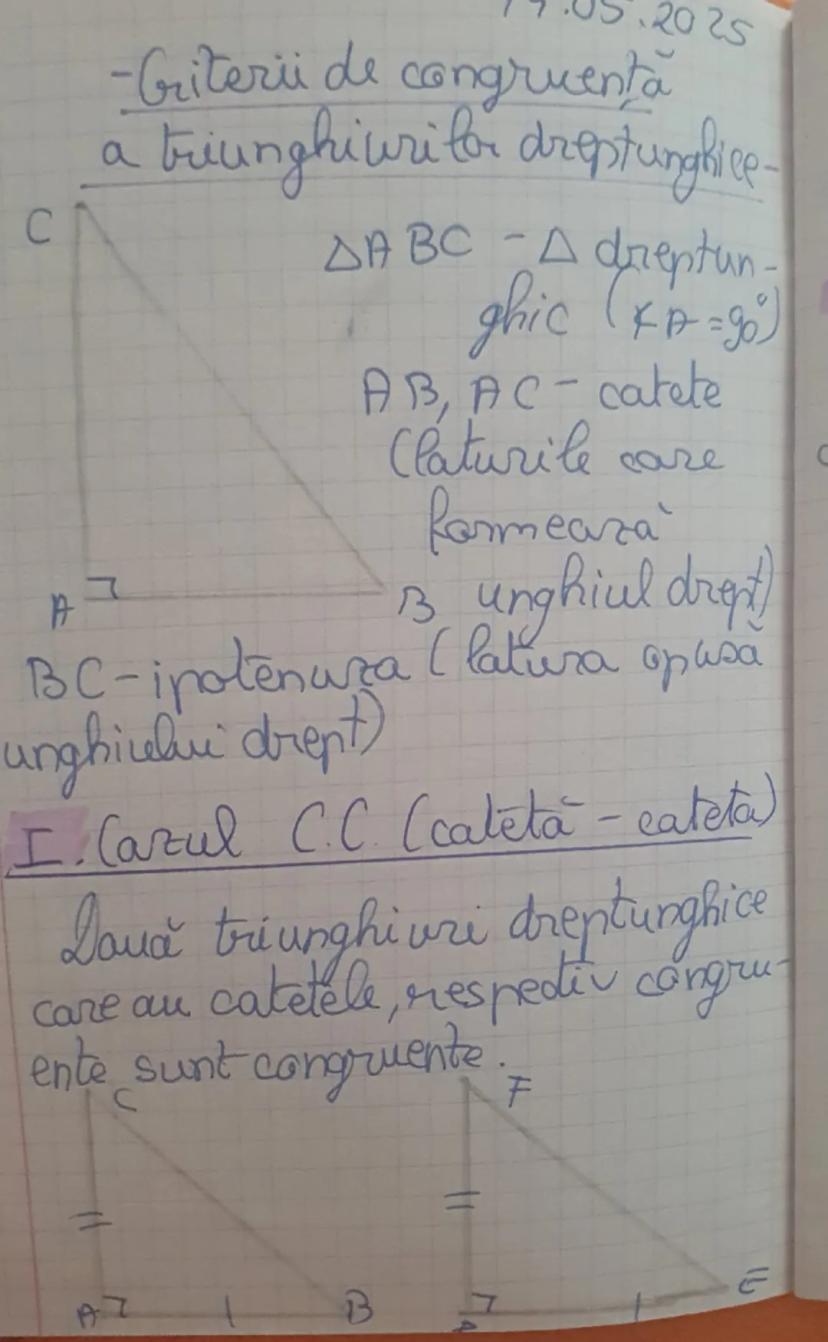 .05.2025
-Criterii de congruență
a triunghiurilor dreptunghice-
C
△ABC - △ dreptun-
ghic (∢A=90°)
AB, AC - catete
(laturile care
formează
A B unghiul drept)
BC-ipotenuza (latura opusă
unghiului drept)
I. Cazul C.C. (catetă - catetă)
Două triunghiuri dreptunghice
care au catetele, respectiv congru-
ente sunt congruente.
C F
A B E